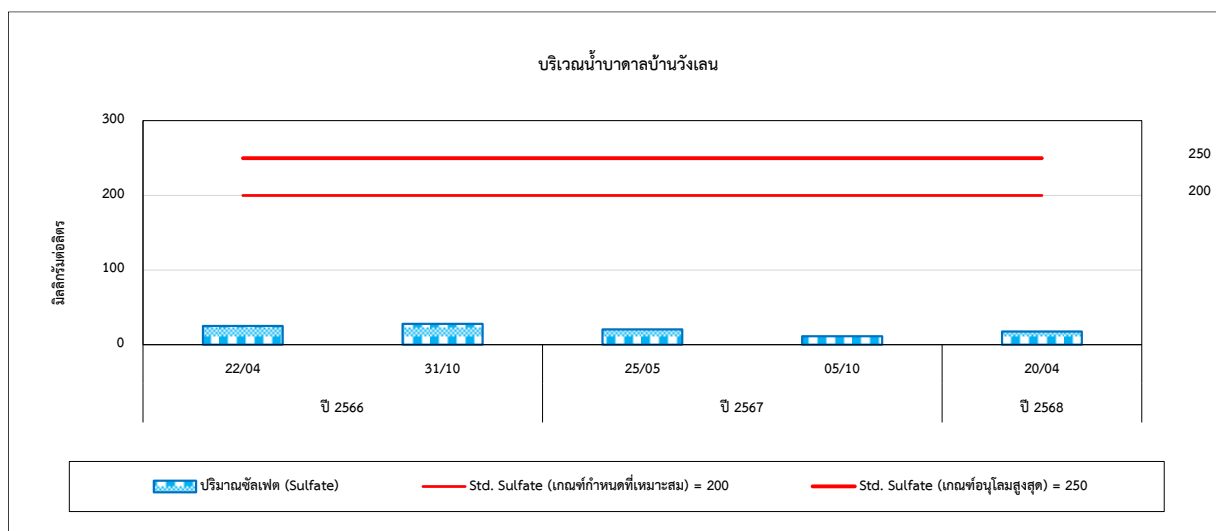 บริเวณน้ำบาดาลบ้านวังเลน
มิลลิกรัมต่อลิตร
300
200
100
0
250
200
22/04 31/10 25/05 05/10 20/04
ปี 2566 ปี 2567 ปี 2568
ปริมาณซัลเฟต (Sulfate) Std. Sulfate (เกณฑ์กำหนดที่เหมาะสม) = 200 Std. Sulfate (เกณฑ์อนุโลมสูงสุด) = 250